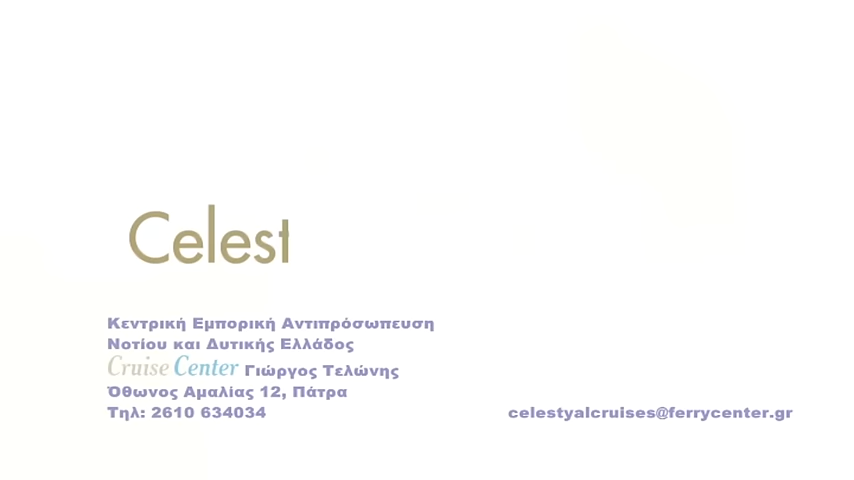 Celest
Κεντρική Εμπορική Αντιπρόσωπευση
Νοτίου και Δυτικής Ελλάδος
Cruise Center Γιώργος Τελώνης
Όθωνος Αμαλίας 12, Πάτρα
Τηλ: 2610 634034
celestyalcruises@ferrycenter.gr